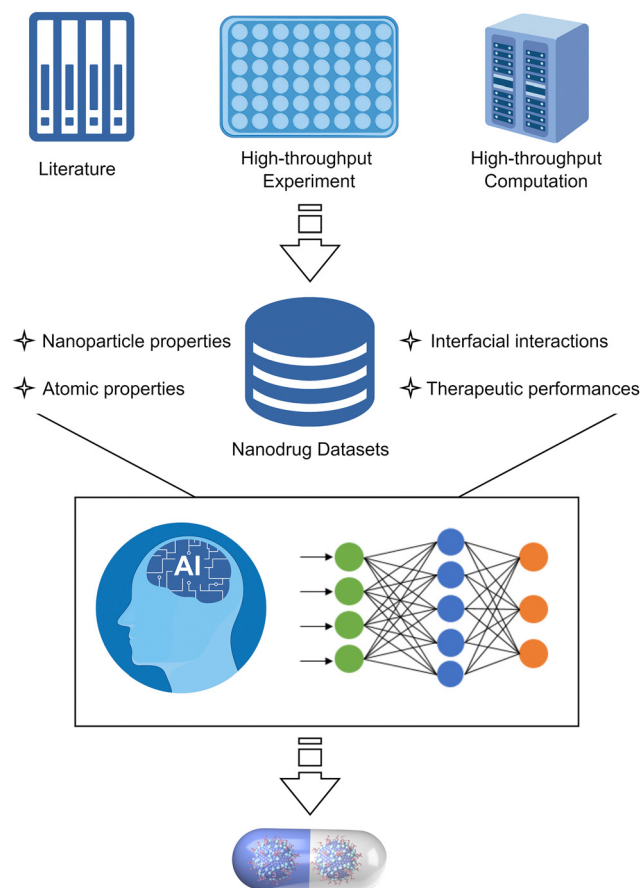 Literature
High-throughput
Experiment
High-throughput
Computation
Nanoparticle properties
Interfacial interactions
Atomic properties
Therapeutic performances
Nanodrug Datasets
AI